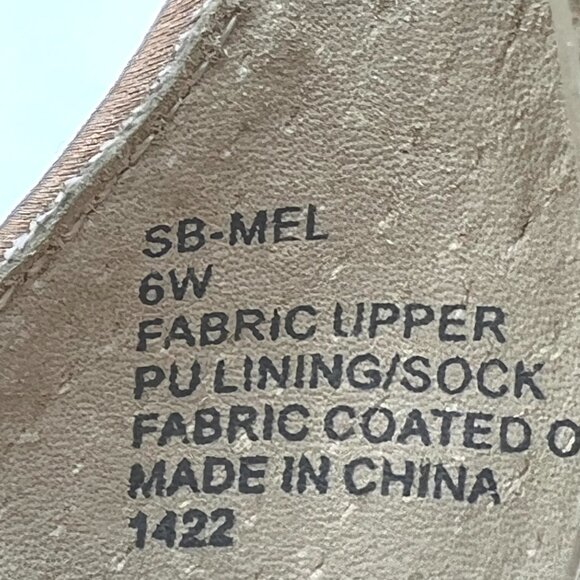 SB-MEL
6W
FABRIC UPPER
PU LINING/SOCK
FABRIC COATED O
MADE IN CHINA
1422